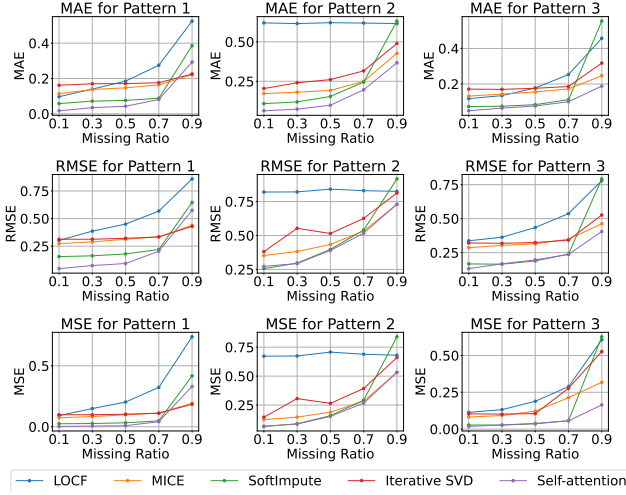 MAE for Pattern 1
MAE for Pattern 2
MAE for Pattern 3
MAE
0.4
0.2
0.0
0.1 0.3 0.5 0.7 0.9
Missing Ratio
MAE
0.50
0.25
0.1 0.3 0.5 0.7 0.9
Missing Ratio
MAE
0.4
0.2
0.1 0.3 0.5 0.7 0.9
Missing Ratio
RMSE for Pattern 1
RMSE for Pattern 2
RMSE for Pattern 3
RMSE
0.75
0.50
0.25
0.1 0.3 0.5 0.7 0.9
Missing Ratio
RMSE
0.75
0.50
0.25
0.1 0.3 0.5 0.7 0.9
Missing Ratio
RMSE
0.75
0.50
0.25
0.00
0.1 0.3 0.5 0.7 0.9
Missing Ratio
MSE for Pattern 1
MSE for Pattern 2
MSE for Pattern 3
MSE
0.5
0.0
0.1 0.3 0.5 0.7 0.9
Missing Ratio
MSE
0.75
0.50
0.25
0.1 0.3 0.5 0.7 0.9
Missing Ratio
MSE
0.50
0.25
0.00
0.1 0.3 0.5 0.7 0.9
Missing Ratio
LOCF MICE SoftImpute Iterative SVD Self-attention